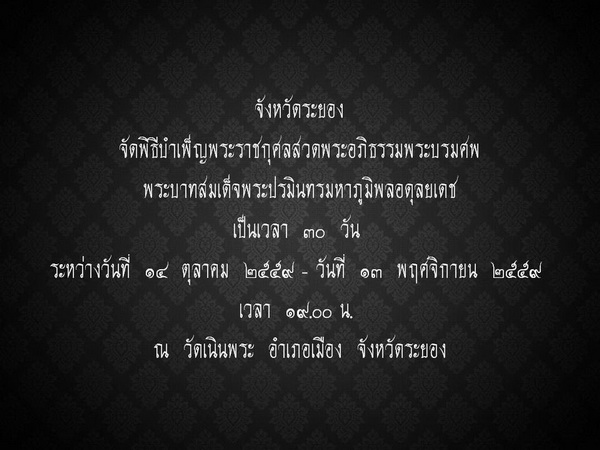 จังหวัดระยอง
จัดพิธีบำเพ็ญพระราชกุศลสวดพระอภิธรรมพระบรมศพ
พระบาทสมเด็จพระปรมินทรมหาภูมิพลอดุลยเดช
เป็นเวลา ๓๐ วัน
ระหว่างวันที่ ๑๔ ตุลาคม ๒๕๕๙ - วันที่ ๑๓ พฤศจิกายน ๒๕๕๙
เวลา ๑๙.๐๐ น.
ณ วัดเนินพระ อำเภอเมือง จังหวัดระยอง